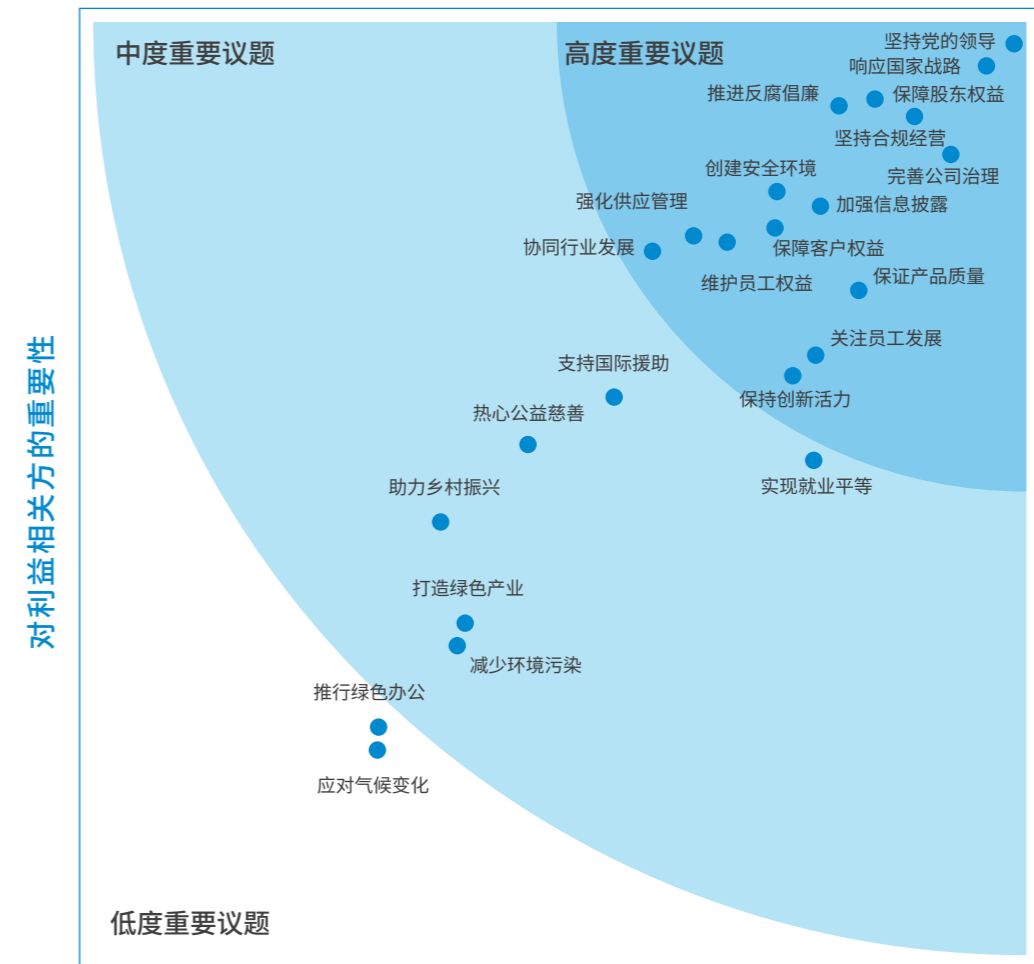 中度重要议题
高度重要议题
坚持党的领导
响应国家战路
推进反腐倡廉
保障股东权益
坚持合规经营
创建安全环境
完善公司治理
强化供应管理
加强信息披露
协同行业发展
保障客户权益
维护员工权益
保证产品质量
关注员工发展
支持国际援助
保持创新活力
热心公益慈善
助力乡村振兴
实现就业平等
对利益相关方的重要性
打造绿色产业
减少环境污染
推行绿色办公
应对气候变化
低度重要议题